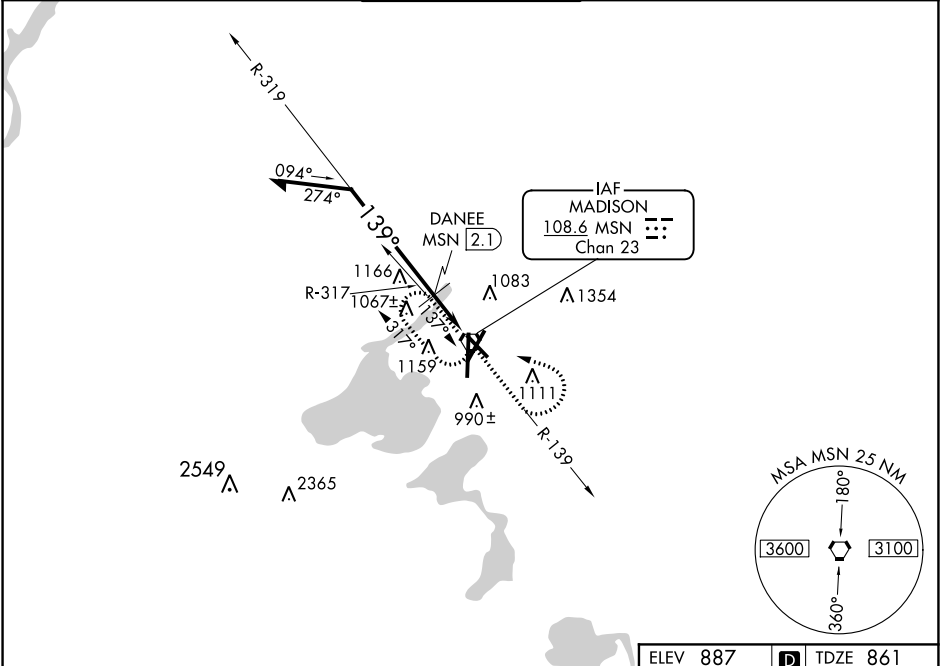 R-319
094°
274°
139°
DANEE
MSN 2.1
IAF
MADISON
108.6 MSN
Chan 23
1166
R-317
1067±
1083
1354
137°
317°
1159
1111
990±
R-139
2549
2365
MSA MSN 25 NM
180°
3600
3100
360°
ELEV 887 D TDZE 861